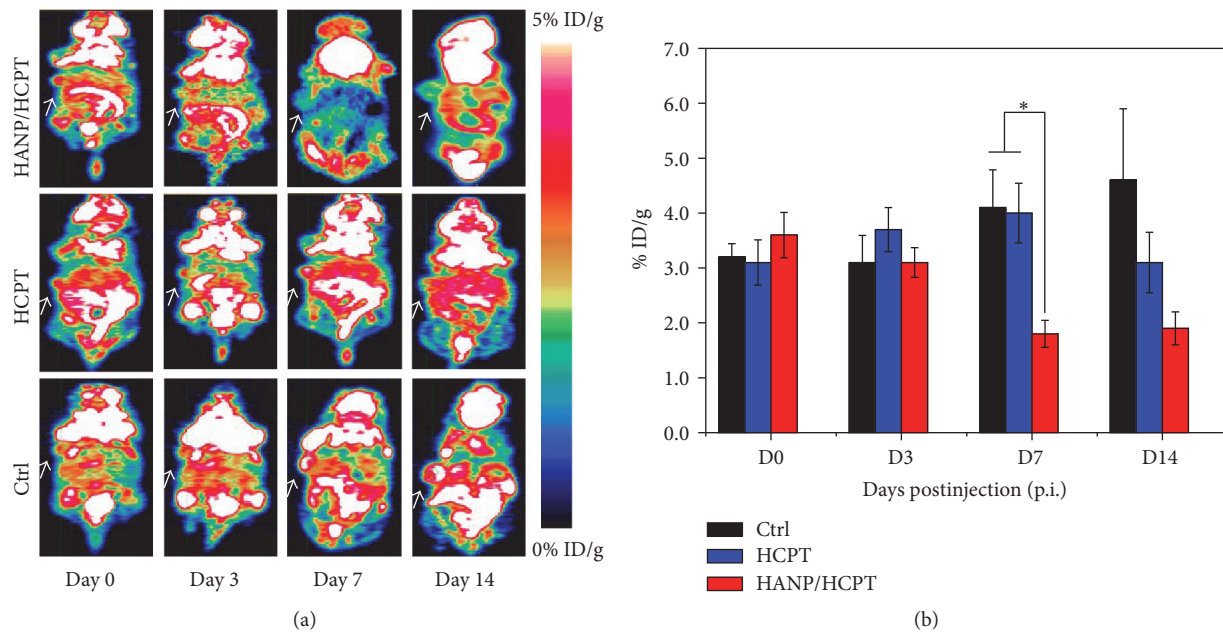 5% ID/g
HANP/HCPT
HCPT
Ctrl
0% ID/g
Day 0
Day 3
Day 7
Day 14
(a)
7.0
6.0
5.0
4.0
3.0
2.0
1.0
0.0
% ID/g
*
D0
D3
D7
D14
Days postinjection (p.i.)
Ctrl
HCPT
HANP/HCPT
(b)